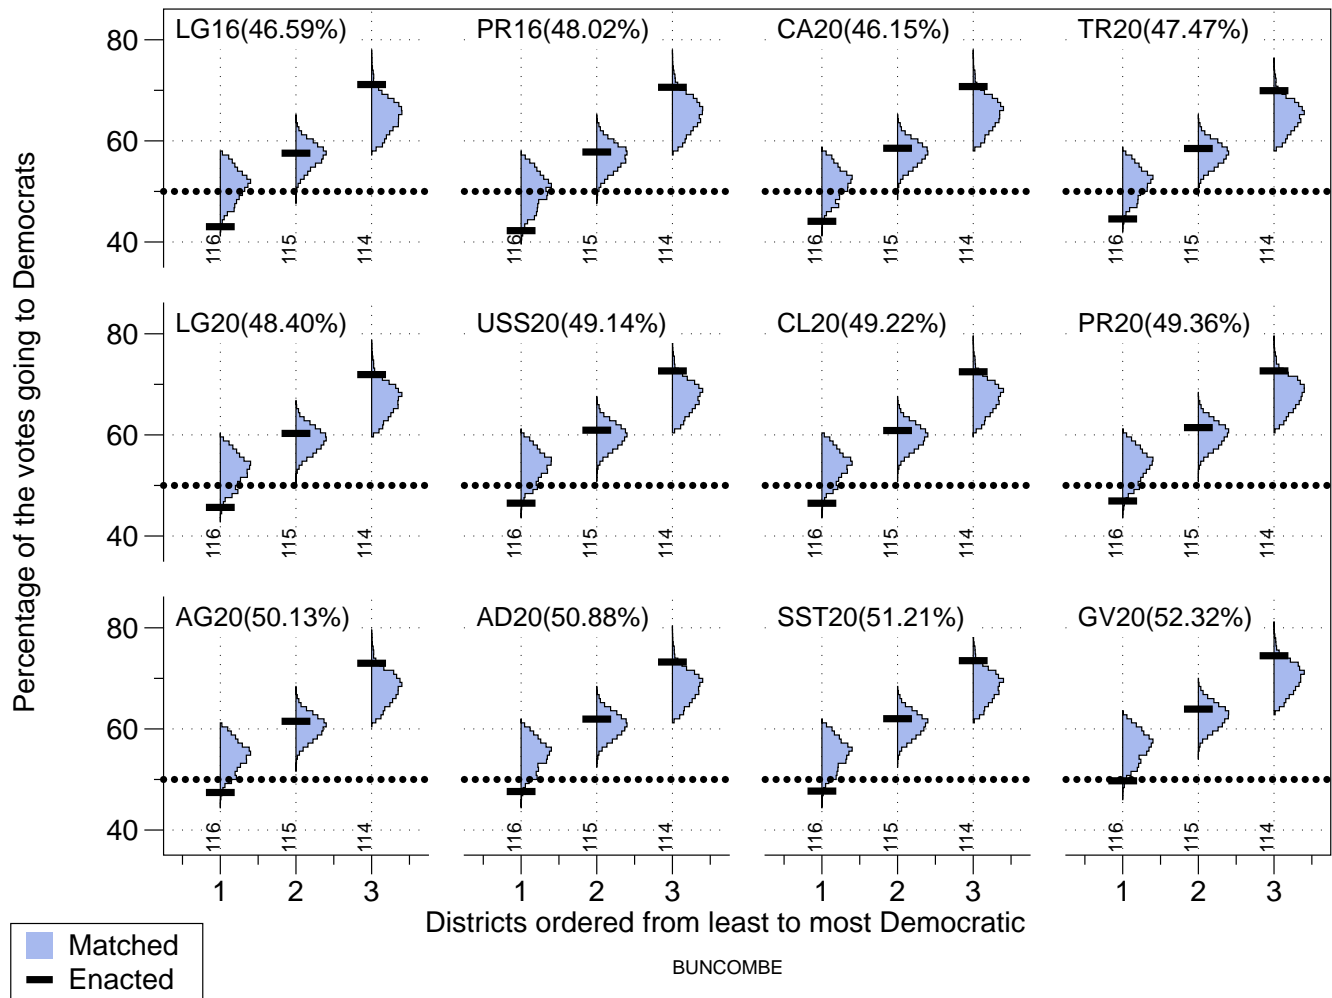 LG16(46.59%) PR16(48.02%) CA20(46.15%) TR20(47.47%)
80
60
40
116 115 114 116 115 114 116 115 114 116 115 114
LG20(48.40%) USS20(49.14%) CL20(49.22%) PR20(49.36%)
80
60
40
116 115 114 116 115 114 116 115 114 116 115 114
AG20(50.13%) AD20(50.88%) SST20(51.21%) GV20(52.32%)
80
60
40
116 115 114 116 115 114 116 115 114 116 115 114
1 2 3 1 2 3 1 2 3 1 2 3
Percentage of the votes going to Democrats
Districts ordered from least to most Democratic
Matched
Enacted
BUNCOMBE